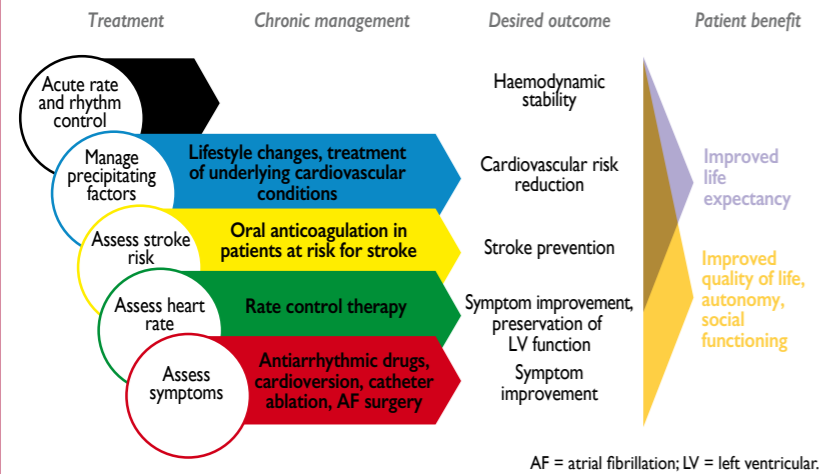 Treatment
Chronic management
Desired outcome
Patient benefit
Acute rate
and rhythm
control
Haemodynamic
stability
Manage
precipitating
factors
Lifestyle changes, treatment
of underlying cardiovascular
conditions
Cardiovascular risk
reduction
Improved
life
expectancy
Assess stroke
risk
Oral anticoagulation in
patients at risk for stroke
Stroke prevention
Improved
quality of life,
autonomy,
social
functioning
Assess heart
rate
Rate control therapy
Symptom improvement,
preservation of
LV function
Assess
symptoms
Antiarrhythmic drugs,
cardioversion, catheter
ablation, AF surgery
Symptom
improvement
AF = atrial fibrillation; LV = left ventricular.